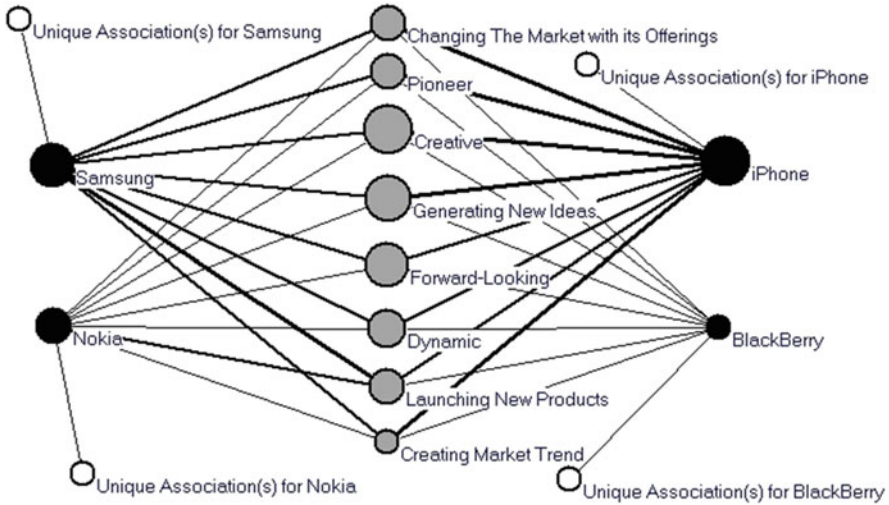 Unique Association(s) for Samsung
Changing The Market with its Offerings
Unique Association(s) for iPhone
Pioneer
Creative
Samsung
iPhone
Generating New Ideas
Forward-Looking
Nokia
Dynamic
BlackBerry
Launching New Products
Creating Market Trend
Unique Association(s) for Nokia
Unique Association(s) for BlackBerry